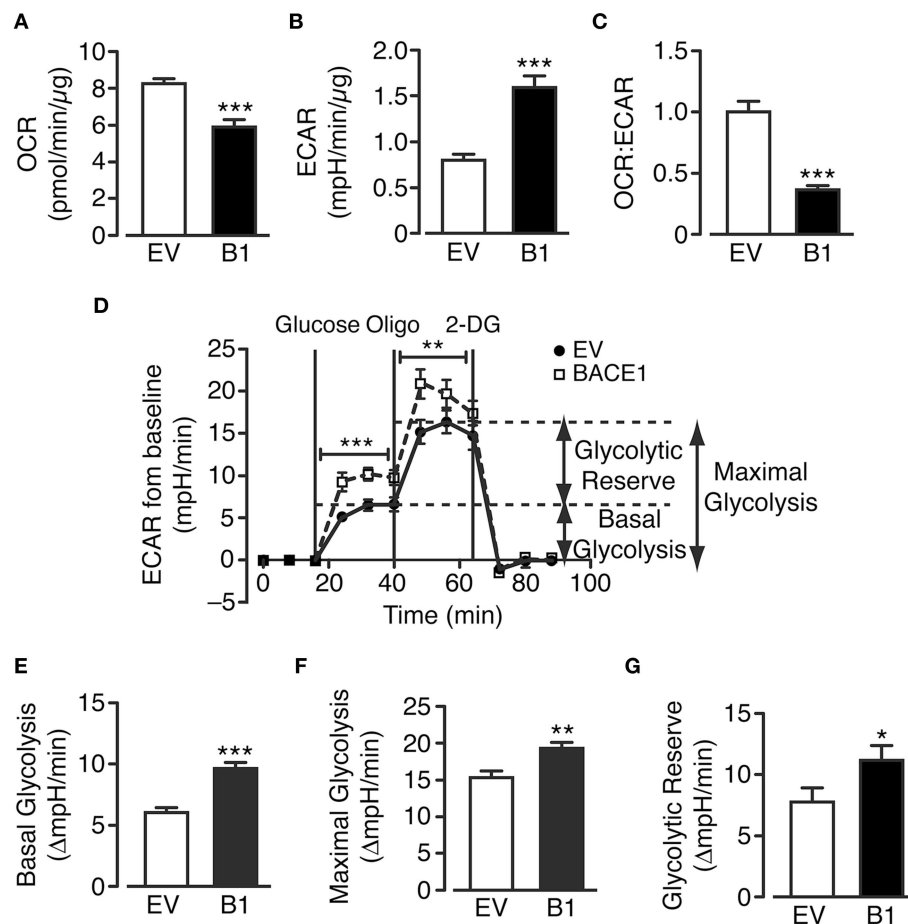 A
B
C
OCR
(pmol/min/µg)
10
8
6
4
2
0
***
EV
B1
ECAR
(mpH/min/µg)
2.0
1.5
1.0
0.5
0
***
EV
B1
OCR:ECAR
1.5
1.0
0.5
0
***
EV
B1
D
Glucose Oligo 2-DG
ECAR fom baseline
(mpH/min)
25
20
15
10
5
0
–5
***
**
EV
BACE1
Glycolytic
Reserve
Basal
Glycolysis
Maximal
Glycolysis
0 20 40 60 80 100
Time (min)
E
F
G
Basal Glycolysis
(ΔmpH/min)
15
10
5
0
***
EV
B1
Maximal Glycolysis
(ΔmpH/min)
25
20
15
10
5
0
**
EV
B1
Glycolytic Reserve
(ΔmpH/min)
15
10
5
0
*
EV
B1